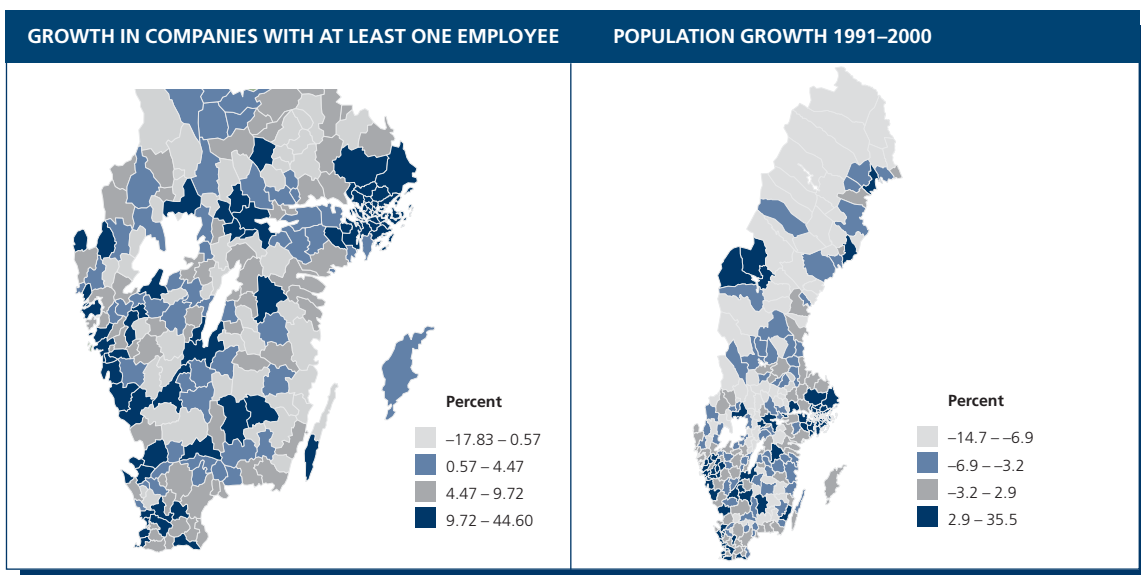 GROWTH IN COMPANIES WITH AT LEAST ONE EMPLOYEE
Percent
–17.83 – 0.57
0.57 – 4.47
4.47 – 9.72
9.72 – 44.60
POPULATION GROWTH 1991–2000
Percent
–14.7 – –6.9
–6.9 – –3.2
–3.2 – 2.9
2.9 – 35.5